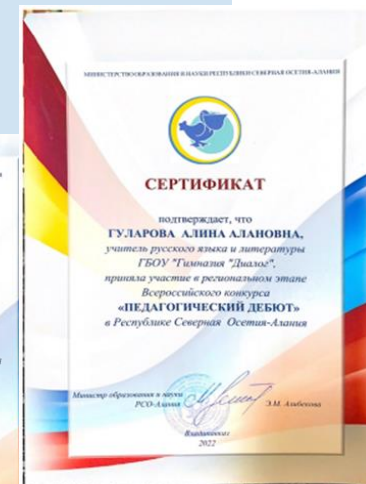 МИНИСТЕРСТВО ОБРАЗОВАНИЯ И НАУКИ РЕСПУБЛИКИ СЕВЕРНАЯ ОСЕТИЯ-АЛАНИЯ
СЕРТИФИКАТ
подтверждает, что
ГУЛАРОВА АЛИНА АЛАНОВНА,
учитель русского языка и литературы
ГБОУ "Гимназия "Диалог",
приняла участие в региональном этапе
Всероссийского конкурса
«ПЕДАГОГИЧЕСКИЙ ДЕБЮТ»
в Республике Северная Осетия-Алания
Министр образования и науки
РСО-Алания
Э.М. Алибекова
Владикавказ
2022